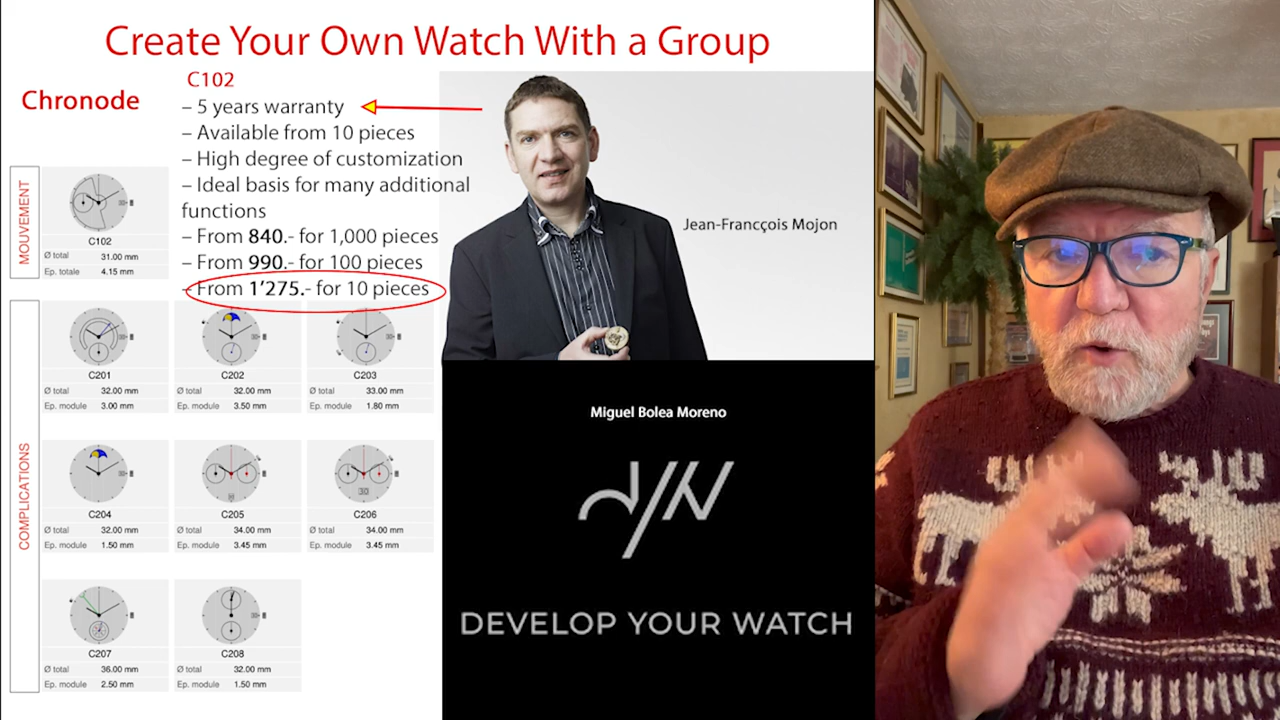 Create Your Own Watch With a Group
Chronode
C102
– 5 years warranty
– Available from 10 pieces
– High degree of customization
– Ideal basis for many additional
functions
– From 840.- for 1,000 pieces
– From 990.- for 100 pieces
– From 1’275.- for 10 pieces
Jean-Francçois Mojon
MOUVEMENT
C102
Ø total 31.00 mm
Ep. totale 4.15 mm
COMPLICATIONS
C201 C202 C203
Ø total 32.00 mm Ø total 32.00 mm Ø total 33.00 mm
Ep. module 3.00 mm Ep. module 3.50 mm Ep. module 1.80 mm
C204 C205 C206
Ø total 32.00 mm Ø total 34.00 mm Ø total 34.00 mm
Ep. module 1.50 mm Ep. module 3.45 mm Ep. module 3.45 mm
C207 C208
Ø total 36.00 mm Ø total 32.00 mm
Ep. module 2.50 mm Ep. module 1.50 mm
Miguel Bolea Moreno
DEVELOP YOUR WATCH